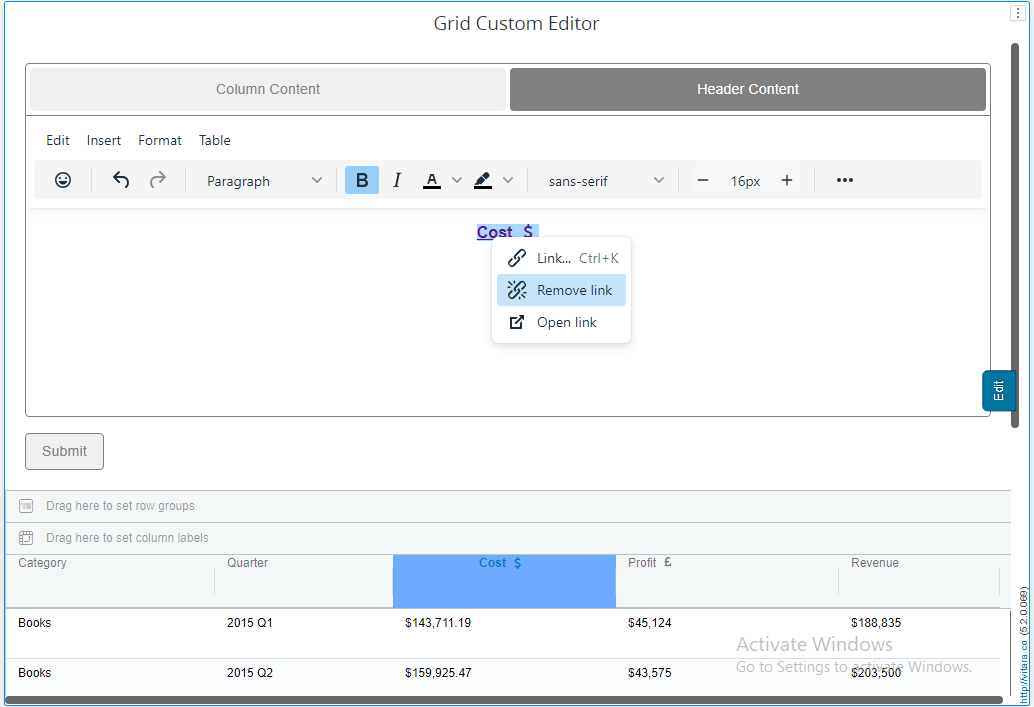 Grid Custom Editor
Column Content Header Content
Edit Insert Format Table
Paragraph B I A sans-serif 16px
Cost $
Link... Ctrl+K
Remove link
Open link
Edit
Submit
Drag here to set row groups
Drag here to set column labels
Category Quarter Cost $ Profit £ Revenue
Books 2015 Q1 $143,711.19 $45,124 $188,835
Activate Windows
Go to Settings to activate Windows.
Books 2015 Q2 $159,925.47 $43,575 $203,500
http://vitara.co (5.2.0.069)